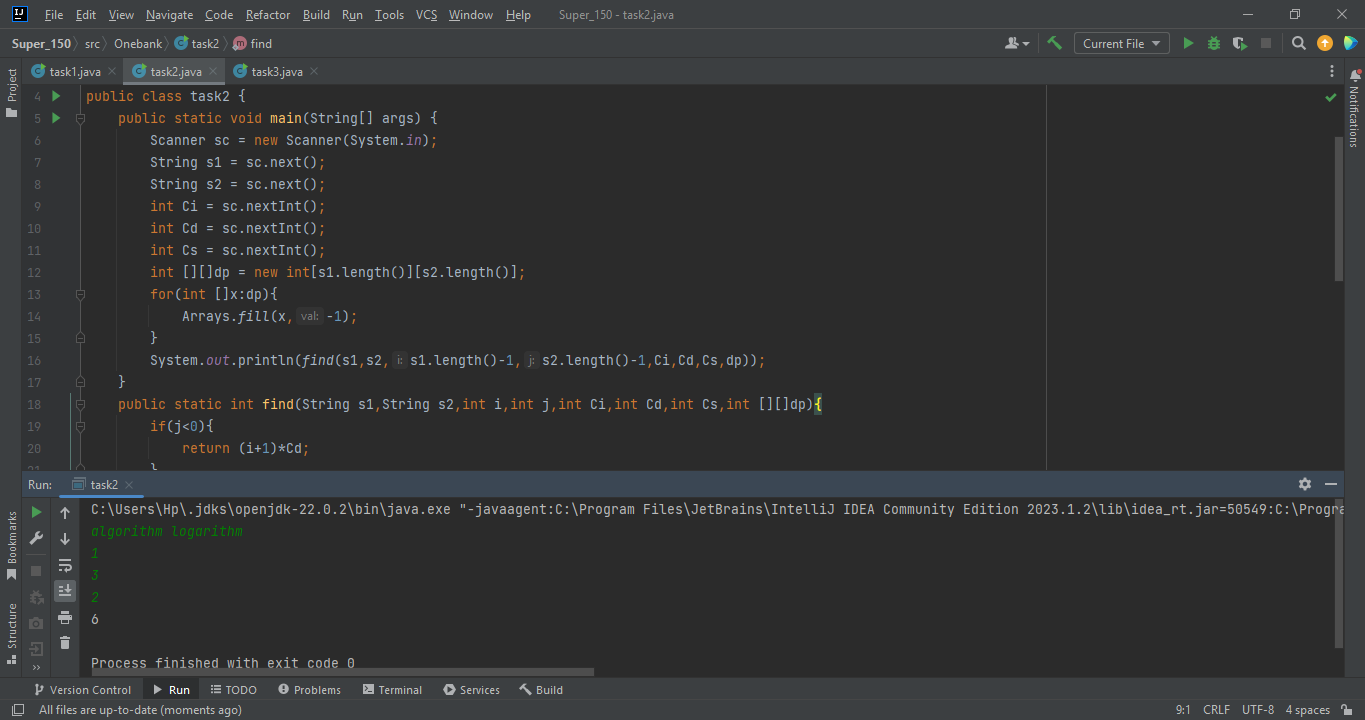 File Edit View Navigate Code Refactor Build Run Tools VCS Window Help Super_150 - task2.java
Super_150 src Onebank task2 find Current File
task1.java task2.java task3.java
Project
Notifications
4 public class task2 {
5 public static void main(String[] args) {
6 Scanner sc = new Scanner(System.in);
7 String s1 = sc.next();
8 String s2 = sc.next();
9 int Ci = sc.nextInt();
10 int Cd = sc.nextInt();
11 int Cs = sc.nextInt();
12 int [][]dp = new int[s1.length()][s2.length()];
13 for(int []x:dp){
14 Arrays.fill(x, val: -1);
15 }
16 System.out.println(find(s1,s2, i: s1.length()-1, j: s2.length()-1,Ci,Cd,Cs,dp));
17 }
18 public static int find(String s1,String s2,int i,int j,int Ci,int Cd,int Cs,int [][]dp){
19 if(j<0){
20 return (i+1)*Cd;
21 }
Run: task2
C:\Users\Hp\.jdks\openjdk-22.0.2\bin\java.exe "-javaagent:C:\Program Files\JetBrains\IntelliJ IDEA Community Edition 2023.1.2\lib\idea_rt.jar=50549:C:\Progra
algorithm logarithm
1
3
2
6
Process finished with exit code 0
Bookmarks
Structure
Version Control Run TODO Problems Terminal Services Build
All files are up-to-date (moments ago) 9:1 CRLF UTF-8 4 spaces